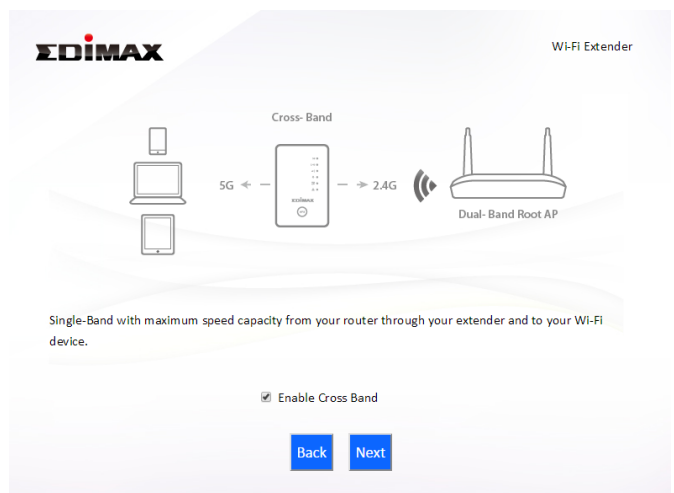 EDIMAX
Wi-Fi Extender
Cross- Band
5G
EDIMAX
2.4G
Dual- Band Root AP
Single-Band with maximum speed capacity from your router through your extender and to your Wi-Fi
device.
Enable Cross Band
Back
Next